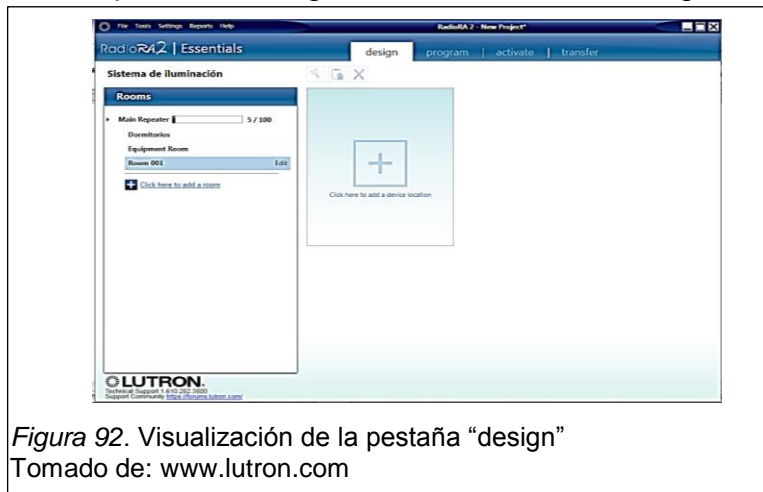 File Tools Settings Reports Help
RadioRA 2 - New Project*
RadioRA2 | Essentials
design | program | activate | transfer
Sistema de iluminación
Rooms
Main Repeater 5 / 100
Dormitorios
Equipment Room
Room 001 Edit
Click here to add a room
Click here to add a device location
LUTRON.
Technical Support 1.610.282.3800
Support Community https://forums.lutron.com/
Figura 92. Visualización de la pestaña “design”
Tomado de: www.lutron.com